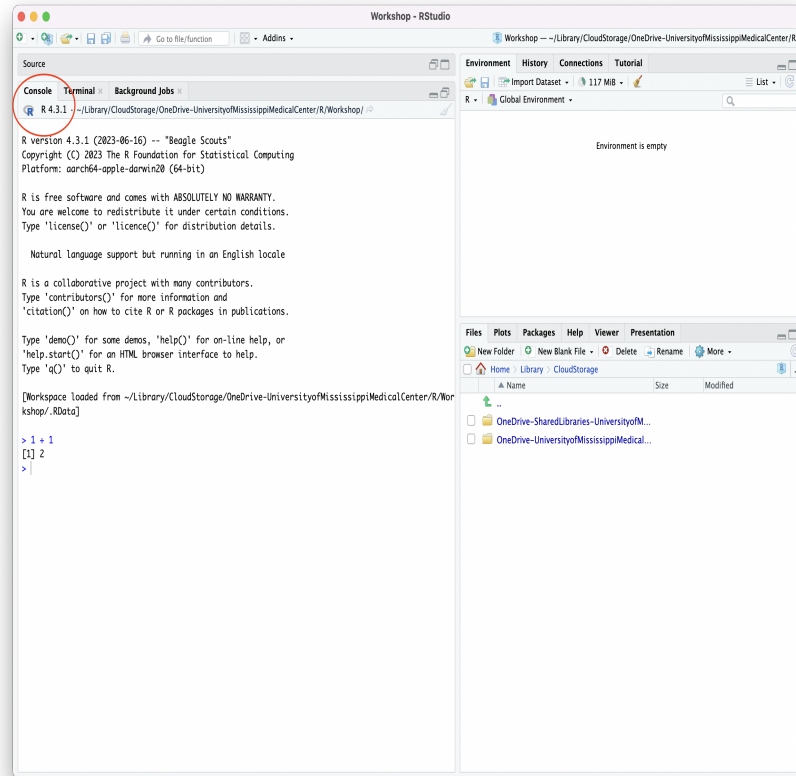 Workshop - RStudio
Go to file/function
Addins
Workshop — ~/Library/CloudStorage/OneDrive-UniversityofMississippiMedicalCenter/R
Source
Console Terminal Background Jobs
R 4.3.1 · ~/Library/CloudStorage/OneDrive-UniversityofMississippiMedicalCenter/R/Workshop/
R version 4.3.1 (2023-06-16) -- "Beagle Scouts"
Copyright (C) 2023 The R Foundation for Statistical Computing
Platform: aarch64-apple-darwin20 (64-bit)
R is free software and comes with ABSOLUTELY NO WARRANTY.
You are welcome to redistribute it under certain conditions.
Type 'license()' or 'licence()' for distribution details.
Natural language support but running in an English locale
R is a collaborative project with many contributors.
Type 'contributors()' for more information and
'citation()' on how to cite R or R packages in publications.
Type 'demo()' for some demos, 'help()' for on-line help, or
'help.start()' for an HTML browser interface to help.
Type 'q()' to quit R.
[Workspace loaded from ~/Library/CloudStorage/OneDrive-UniversityofMississippiMedicalCenter/R/Wor
kshop/.RData]
> 1 + 1
[1] 2
>
Environment History Connections Tutorial
Import Dataset 117 MiB List
R Global Environment
Environment is empty
Files Plots Packages Help Viewer Presentation
New Folder New Blank File Delete Rename More
Home Library CloudStorage
Name Size Modified
..
OneDrive-SharedLibraries-UniversityofM...
OneDrive-UniversityofMississippiMedical...